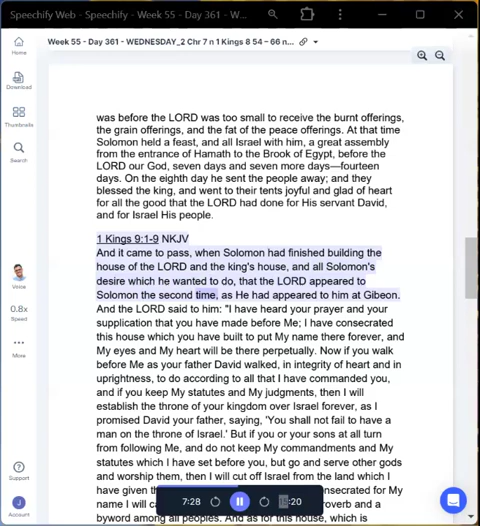 Speechify Web - Speechify - Week 55 - Day 361 - W...
Week 55 - Day 361 - WEDNESDAY_2 Chr 7 n 1 Kings 8 54 – 66 n...
Home
Download
Thumbnails
Search
Voice
0.8x
Speed
More
Support
J
Account
was before the LORD was too small to receive the burnt offerings,
the grain offerings, and the fat of the peace offerings. At that time
Solomon held a feast, and all Israel with him, a great assembly
from the entrance of Hamath to the Brook of Egypt, before the
LORD our God, seven days and seven more days—fourteen
days. On the eighth day he sent the people away; and they
blessed the king, and went to their tents joyful and glad of heart
for all the good that the LORD had done for His servant David,
and for Israel His people.
1 Kings 9:1-9 NKJV
And it came to pass, when Solomon had finished building the
house of the LORD and the king's house, and all Solomon's
desire which he wanted to do, that the LORD appeared to
Solomon the second time, as He had appeared to him at Gibeon.
And the LORD said to him: "I have heard your prayer and your
supplication that you have made before Me; I have consecrated
this house which you have built to put My name there forever, and
My eyes and My heart will be there perpetually. Now if you walk
before Me as your father David walked, in integrity of heart and in
uprightness, to do according to all that I have commanded you,
and if you keep My statutes and My judgments, then I will
establish the throne of your kingdom over Israel forever, as I
promised David your father, saying, 'You shall not fail to have a
man on the throne of Israel.' But if you or your sons at all turn
from following Me, and do not keep My commandments and My
statutes which I have set before you, but go and serve other gods
and worship them, then I will cut off Israel from the land which I
have given th consecrated for My
name I will ca overb and a
byword among all peoples. And as for this house, which is
7:28
:20